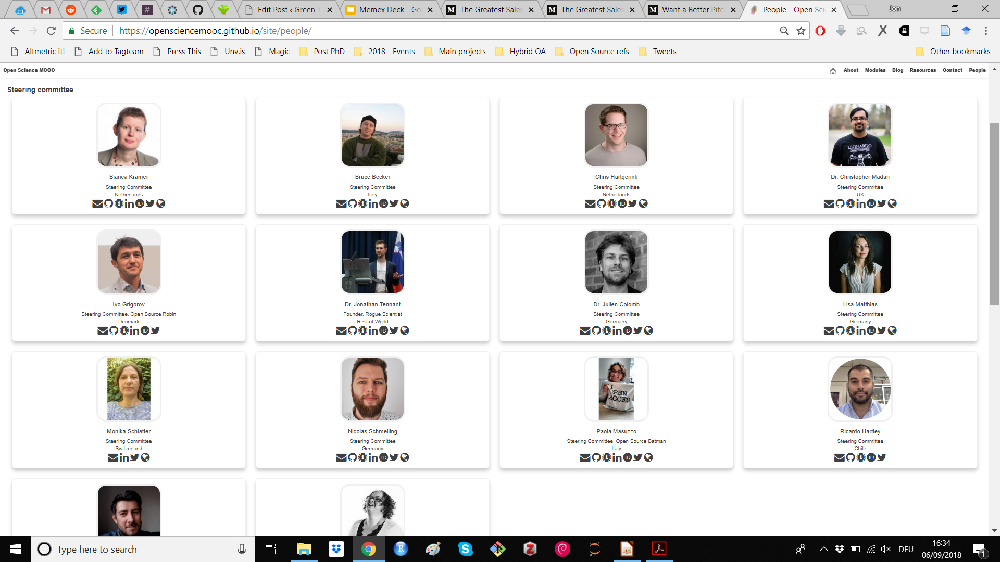 Edit Post ‹ Green T
Memex Deck - Go
The Greatest Sales
The Greatest Sales
Want a Better Pitc
People - Open Sci
Jon
Secure
https://opensciencemooc.github.io/site/people/
Altmetric it!
Add to Tagteam
Press This
Unv.is
Magic
Post PhD
2018 - Events
Main projects
Hybrid OA
Open Source refs
Tweets
Other bookmarks
Open Science MOOC
About
Modules
Blog
Resources
Contact
People
Steering committee
LEONARDO
Bianca Kramer
Steering Committee
Netherlands
Bruce Becker
Steering Committee
Italy
Chris Hartgerink
Steering Committee
Netherlands
Dr. Christopher Madan
Steering Committee
UK
Ivo Grigorov
Steering Committee, Open Source Robin
Denmark
Dr. Jonathan Tennant
Founder, Rogue Scientist
Rest of World
Dr. Julien Colomb
Steering Committee
Germany
Lisa Matthias
Steering Committee
Germany
I
OPEN
ACCES
Monika Schlatter
Steering Committee
Switzerland
Nicolas Schmelling
Steering Committee
Germany
Paola Masuzzo
Steering Committee, Open Source Batman
Italy
Ricardo Hartley
Steering Committee
Chile
Type here to search
DEU
16:34
06/09/2018
1